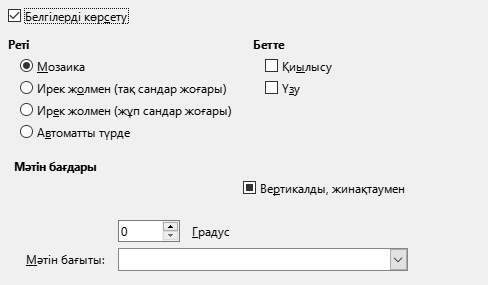 Белгілерді көрсету
Реті
Мозаика
Ирек жолмен (тақ сандар жоғары)
Ирек жолмен (жұп сандар жоғары)
Автоматты түрде
Бетте
Қиылысу
Үзу
Мәтін бағдары
Вертикалды, жинақтаумен
0
Градус
Мәтін бағыты: